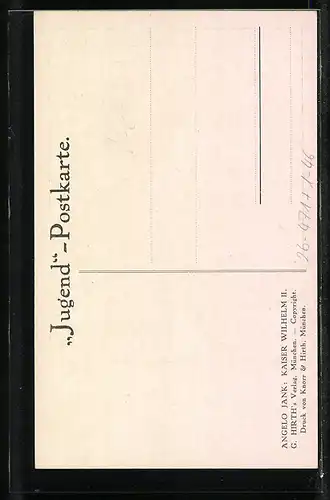 „Jugend“-Postkarte.
ANGELO JANK: KAISER WILHELM II.
G. HIRTH's Verlag, München. — Copyright.
Druck von Knorr & Hirth, München.